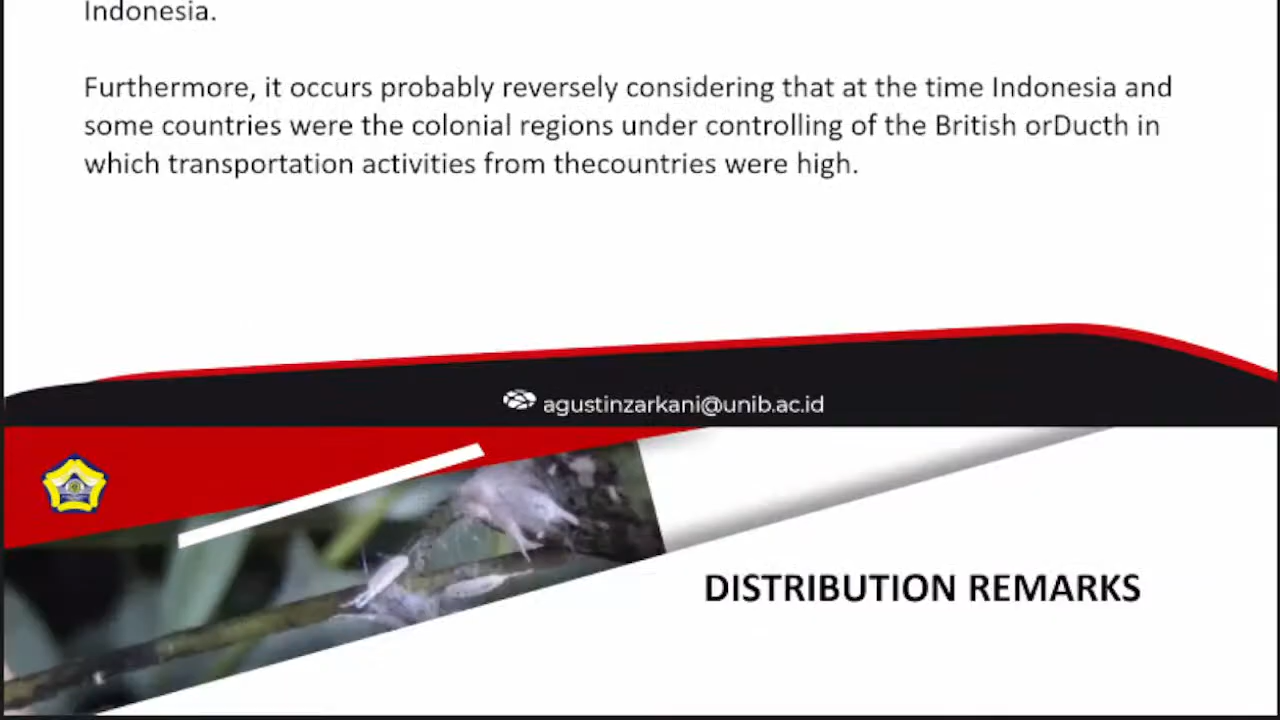 Indonesia.
Furthermore, it occurs probably reversely considering that at the time Indonesia and
some countries were the colonial regions under controlling of the British orDucth in
which transportation activities from thecountries were high.
agustinzarkani@unib.ac.id
DISTRIBUTION REMARKS